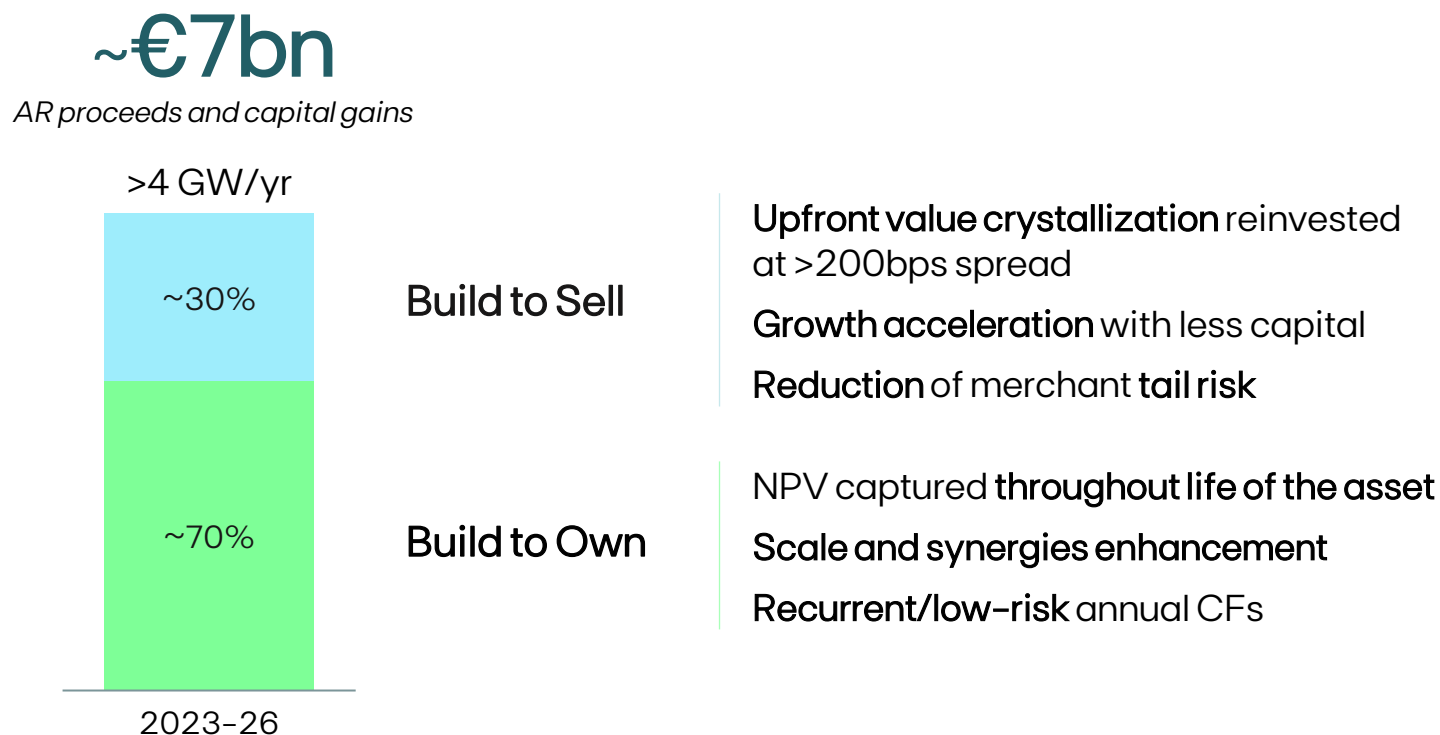 ~€7bn
AR proceeds and capital gains
>4 GW/yr
~30%
Build to Sell
Upfront value crystallization reinvested
at >200bps spread
Growth acceleration with less capital
Reduction of merchant tail risk
~70%
Build to Own
NPV captured throughout life of the asset
Scale and synergies enhancement
Recurrent/low-risk annual CFs
2023-26